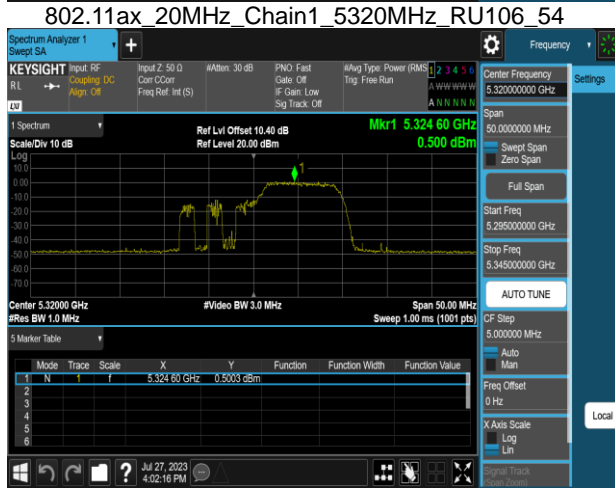 802.11ax_20MHz_Chain1_5320MHz_RU106_54
Spectrum Analyzer 1
Swept SA
Frequency
KEYSIGHT Input: RF Input Z: 50 Ω #Atten: 30 dB PNO: Fast #Avg Type: Power (RMS 1 2 3 4 5 6
RL Coupling: DC Corr CCorr Gate: Off Trig: Free Run A WW WW W
Align: Off Freq Ref: Int (S) IF Gain: Low
LW Sig Track: Off A N N N N N
Center Frequency
5.320000000 GHz
Settings
1 Spectrum Ref Lvl Offset 10.40 dB Mkr1 5.324 60 GHz
Scale/Div 10 dB Ref Level 20.00 dBm 0.500 dBm
Log
10.0
0.00
-10.0
-20.0
-30.0
-40.0
-50.0
-60.0
-70.0
1
Center 5.32000 GHz #Video BW 3.0 MHz Span 50.00 MHz
#Res BW 1.0 MHz Sweep 1.00 ms (1001 pts)
Span
50.0000000 MHz
Swept Span
Zero Span
Full Span
Start Freq
5.295000000 GHz
Stop Freq
5.345000000 GHz
AUTO TUNE
CF Step
5.000000 MHz
Auto
Man
Freq Offset
0 Hz
X Axis Scale
Log
Lin
Signal Track
(Span Zoom)
Local
5 Marker Table
Mode Trace Scale X Y Function Function Width Function Value
1 N 1 f 5.324 60 GHz 0.5003 dBm
2
3
4
5
6
? Jul 27, 2023
4:02:16 PM